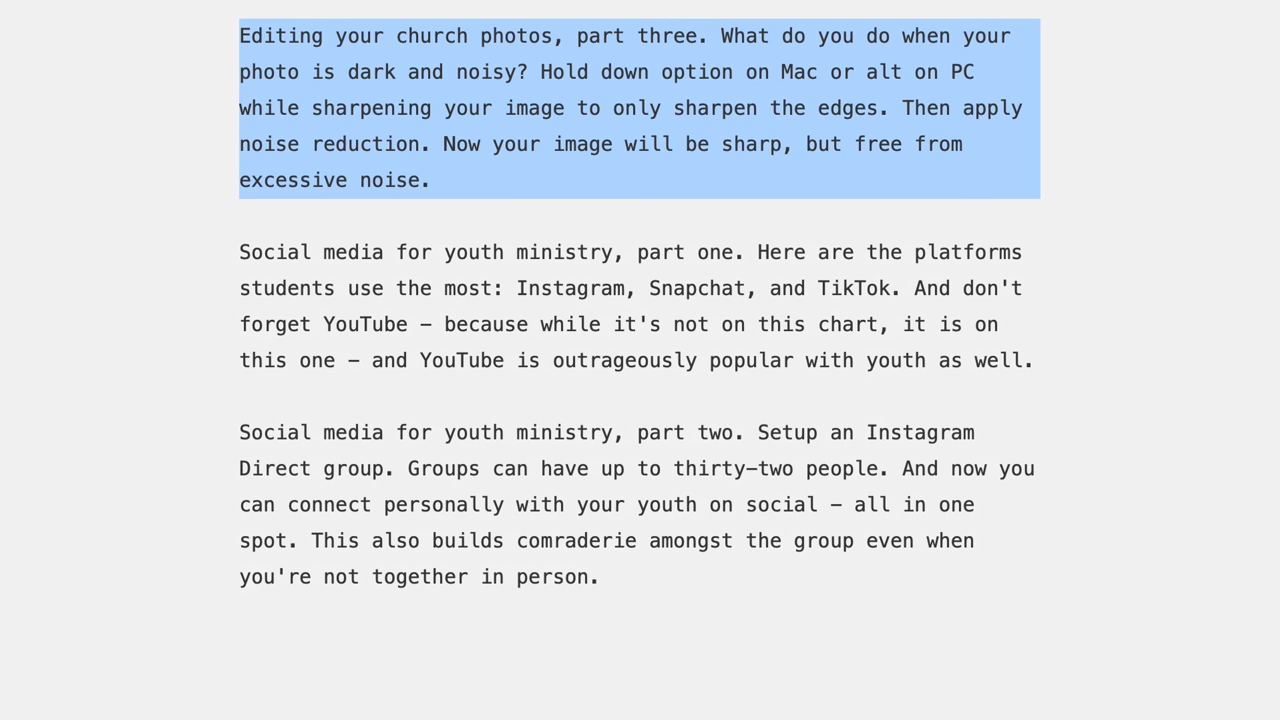 Editing your church photos, part three. What do you do when your
photo is dark and noisy? Hold down option on Mac or alt on PC
while sharpening your image to only sharpen the edges. Then apply
noise reduction. Now your image will be sharp, but free from
excessive noise.
Social media for youth ministry, part one. Here are the platforms
students use the most: Instagram, Snapchat, and TikTok. And don't
forget YouTube – because while it's not on this chart, it is on
this one – and YouTube is outrageously popular with youth as well.
Social media for youth ministry, part two. Setup an Instagram
Direct group. Groups can have up to thirty–two people. And now you
can connect personally with your youth on social – all in one
spot. This also builds comraderie amongst the group even when
you're not together in person.